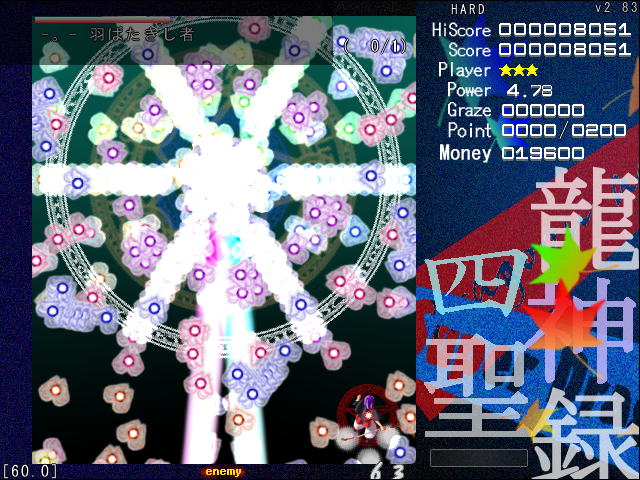 -。- 羽ばたきし者
( 0/1)
HARD
v2 83
HiScore 000008051
Score 000008051
Player ★★★
Power 4.78
Graze 000000
Point 0000/0200
Money 019600
龍神録
四聖
63
[60.0]
enemy